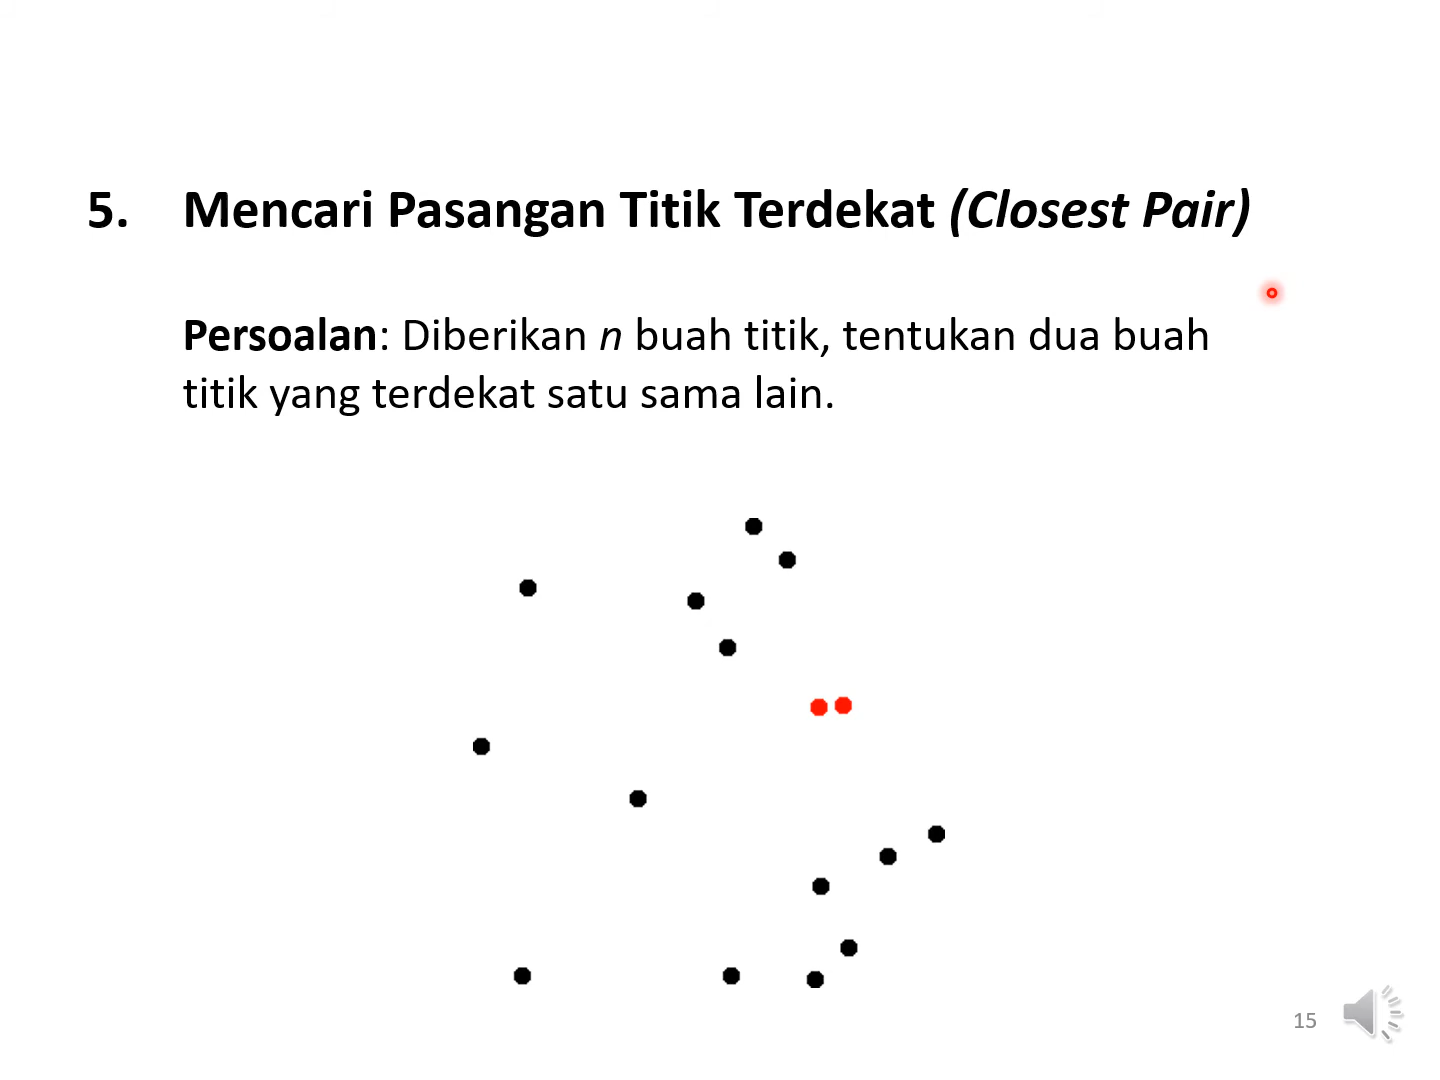 5. Mencari Pasangan Titik Terdekat (Closest Pair)
Persoalan: Diberikan n buah titik, tentukan dua buah
titik yang terdekat satu sama lain.
15